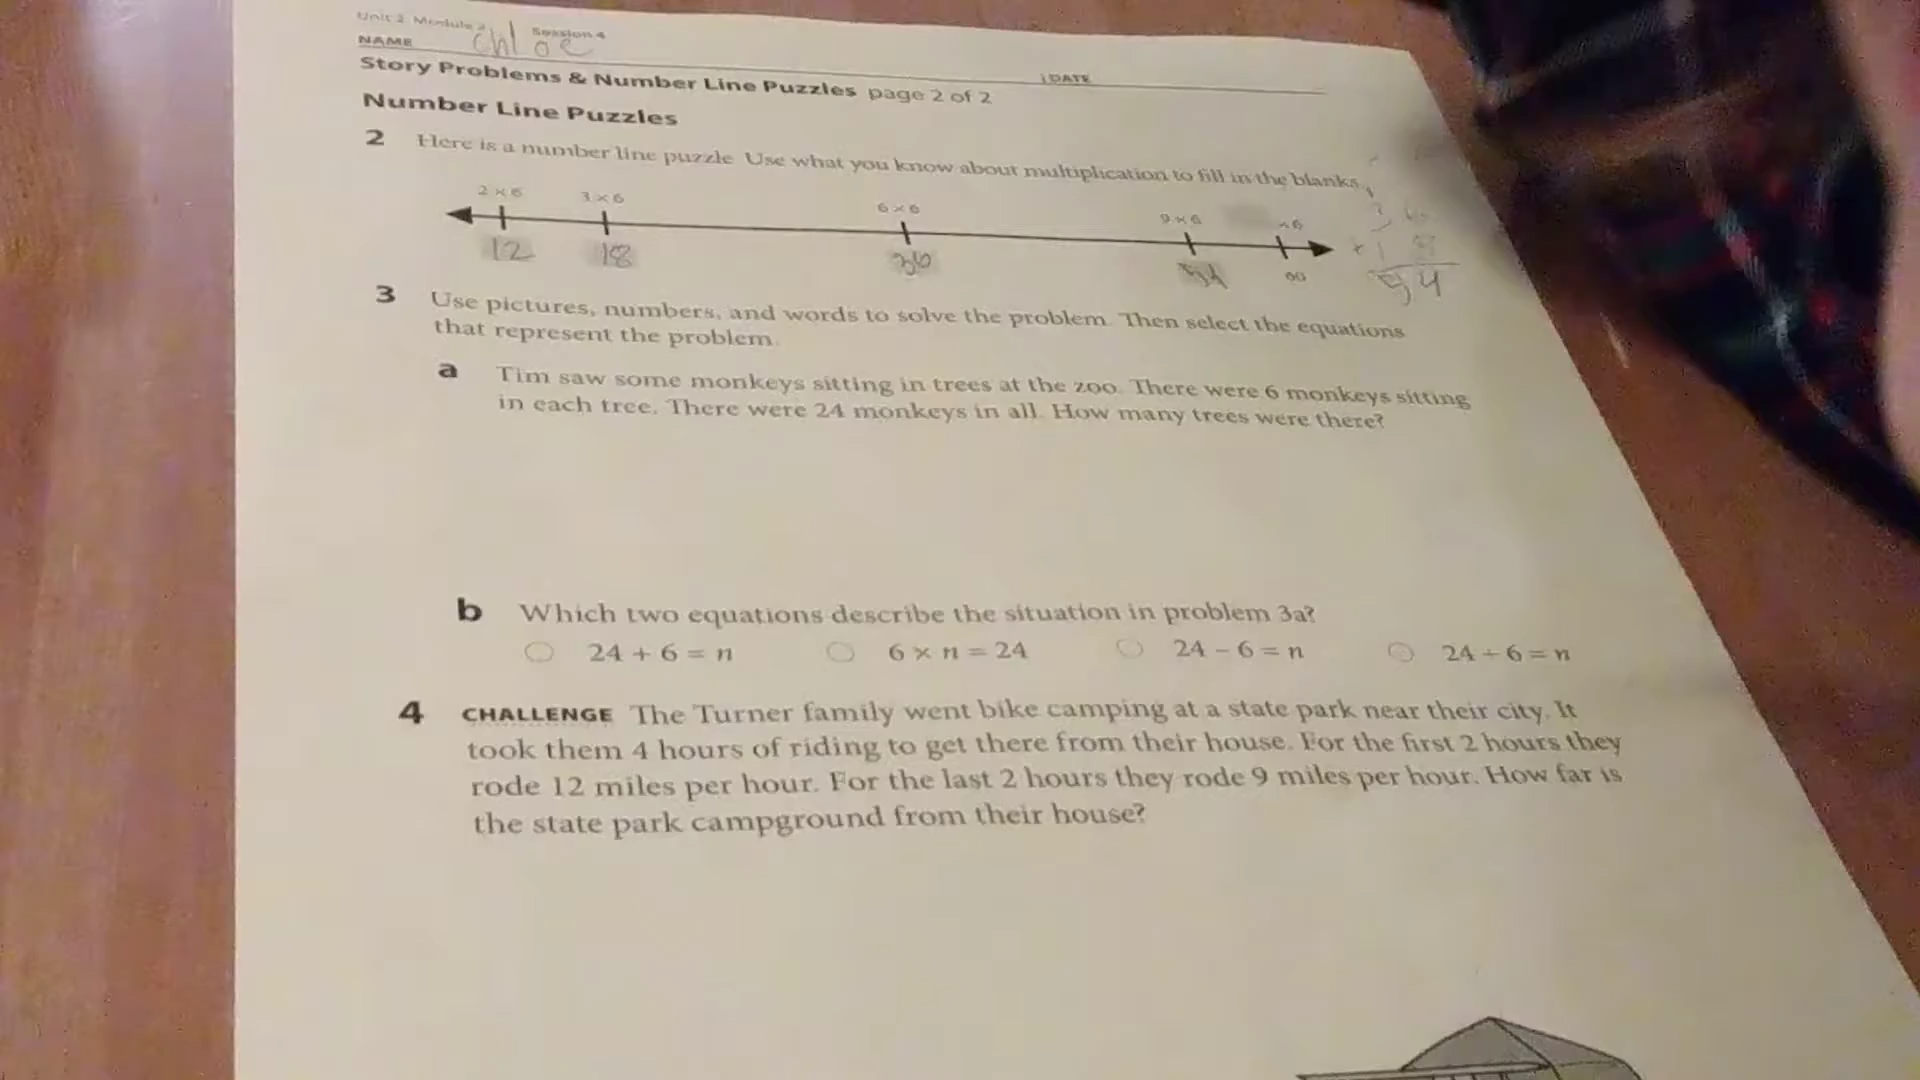 Unit 2 Module 2 Session 4
NAME chloe DATE
Story Problems & Number Line Puzzles page 2 of 2
Number Line Puzzles
2 Here is a number line puzzle. Use what you know about multiplication to fill in the blanks.
2 × 6 3 × 6 6 × 6 9 × 6 × 6
12 18 36 54 60
+1 8
54
3 Use pictures, numbers, and words to solve the problem. Then select the equations
that represent the problem.
a Tim saw some monkeys sitting in trees at the zoo. There were 6 monkeys sitting
in each tree. There were 24 monkeys in all. How many trees were there?
b Which two equations describe the situation in problem 3a?
24 + 6 = n 6 × n = 24 24 – 6 = n 24 ÷ 6 = n
4 CHALLENGE The Turner family went bike camping at a state park near their city. It
took them 4 hours of riding to get there from their house. For the first 2 hours they
rode 12 miles per hour. For the last 2 hours they rode 9 miles per hour. How far is
the state park campground from their house?